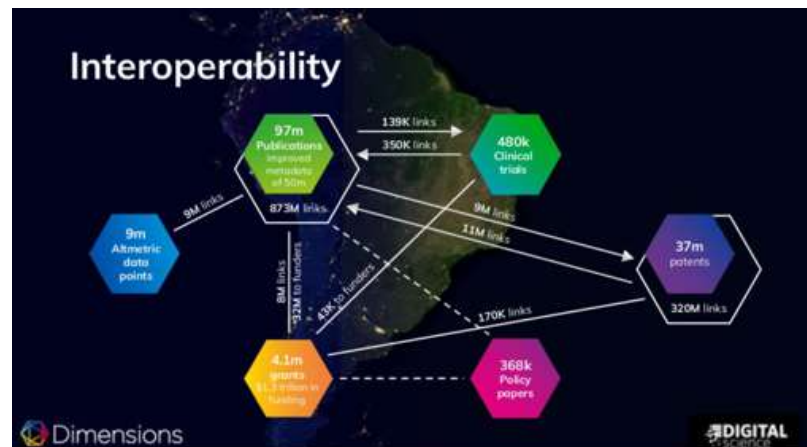 Interoperability
97m
Publications
Improved
metadata
of 50m
873M links
139K links
350K links
480k
Clinical
trials
9M links
9m
Altmetric
data
points
9M links
11M links
37m
patents
320M links
8M links
32M to funders
43K to funders
170K links
4.1m
grants
$1.3 trillion in
funding
368k
Policy
papers
Dimensions
DIGITAL
science